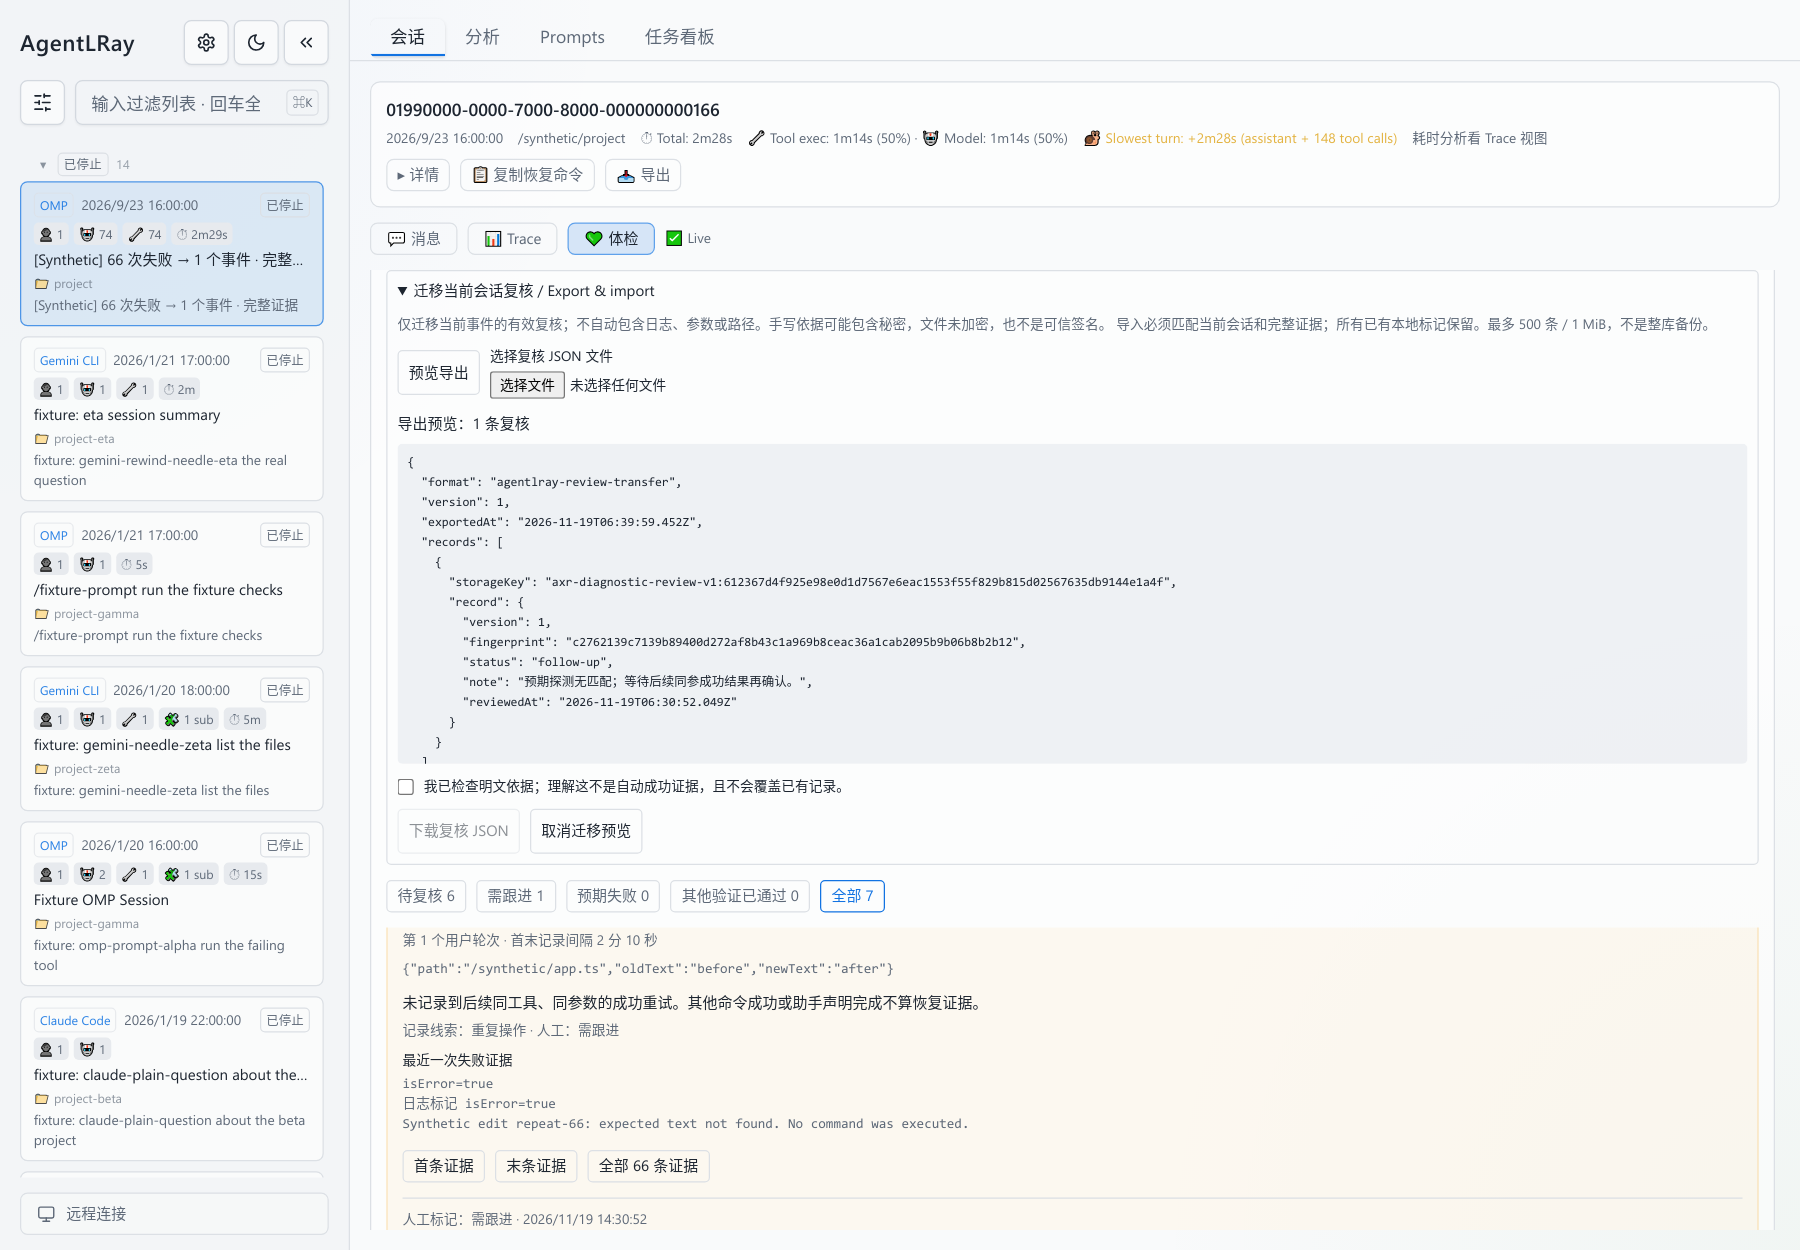 AgentLRay
输入过滤列表 · 回车全
⌘K
▾ 已停止 14
OMP 2026/9/23 16:00:00 已停止
1 74 74 ⏱2m29s
[Synthetic] 66 次失败 → 1 个事件 · 完整…
project
[Synthetic] 66 次失败 → 1 个事件 · 完整证据
Gemini CLI 2026/1/21 17:00:00 已停止
1 1 1 ⏱2m
fixture: eta session summary
project-eta
fixture: gemini-rewind-needle-eta the real
question
OMP 2026/1/21 17:00:00 已停止
1 1 ⏱5s
/fixture-prompt run the fixture checks
project-gamma
/fixture-prompt run the fixture checks
Gemini CLI 2026/1/20 18:00:00 已停止
1 1 1 1 sub ⏱5m
fixture: gemini-needle-zeta list the files
project-zeta
fixture: gemini-needle-zeta list the files
OMP 2026/1/20 16:00:00 已停止
1 2 1 1 sub ⏱15s
Fixture OMP Session
project-gamma
fixture: omp-prompt-alpha run the failing
tool
Claude Code 2026/1/19 22:00:00 已停止
1 1
fixture: claude-plain-question about the…
project-beta
fixture: claude-plain-question about the beta
project
远程连接
会话 分析 Prompts 任务看板
01990000-0000-7000-8000-000000000166
2026/9/23 16:00:00 /synthetic/project ⏱ Total: 2m28s Tool exec: 1m14s (50%) · Model: 1m14s (50%) Slowest turn: +2m28s (assistant + 148 tool calls) 耗时分析看 Trace 视图
▸ 详情 复制恢复命令 导出
消息 Trace 体检 Live
▼ 迁移当前会话复核 / Export & import
仅迁移当前事件的有效复核；不自动包含日志、参数或路径。手写依据可能包含秘密，文件未加密，也不是可信签名。 导入必须匹配当前会话和完整证据；所有已有本地标记保留。最多 500 条 / 1 MiB，不是整库备份。
预览导出
选择复核 JSON 文件
选择文件 未选择任何文件
导出预览：1 条复核
{
"format": "agentlray-review-transfer",
"version": 1,
"exportedAt": "2026-11-19T06:39:59.452Z",
"records": [
{
"storageKey": "axr-diagnostic-review-v1:612367d4f925e98e0d1d7567e6eac1553f55f829b815d02567635db9144e1a4f",
"record": {
"version": 1,
"fingerprint": "c2762139c7139b89400d272af8b43c1a969b8ceac36a1cab2095b9b06b8b2b12",
"status": "follow-up",
"note": "预期探测无匹配；等待后续同参成功结果再确认。",
"reviewedAt": "2026-11-19T06:30:52.049Z"
}
}
]
我已检查明文依据；理解这不是自动成功证据，且不会覆盖已有记录。
下载复核 JSON 取消迁移预览
待复核 6 需跟进 1 预期失败 0 其他验证已通过 0 全部 7
第 1 个用户轮次 · 首末记录间隔 2 分 10 秒
{"path":"/synthetic/app.ts","oldText":"before","newText":"after"}
未记录到后续同工具、同参数的成功重试。其他命令成功或助手声明完成不算恢复证据。
记录线索：重复操作 · 人工：需跟进
最近一次失败证据
isError=true
日志标记 isError=true
Synthetic edit repeat-66: expected text not found. No command was executed.
首条证据 末条证据 全部 66 条证据
人工标记：需跟进 · 2026/11/19 14:30:52